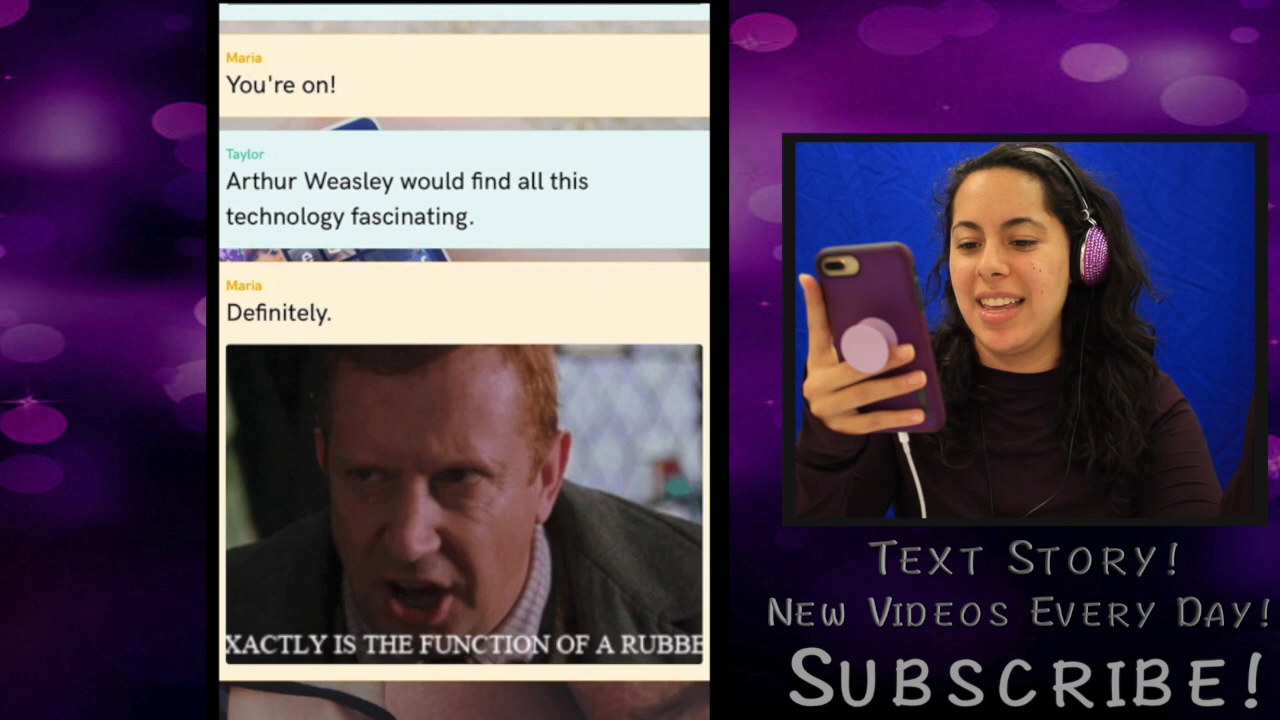 Maria
You're on!
Taylor
Arthur Weasley would find all this
technology fascinating.
Maria
Definitely.
XACTLY IS THE FUNCTION OF A RUBBE
TEXT STORY!
NEW VIDEOS EVERY DAY!
SUBSCRIBE!